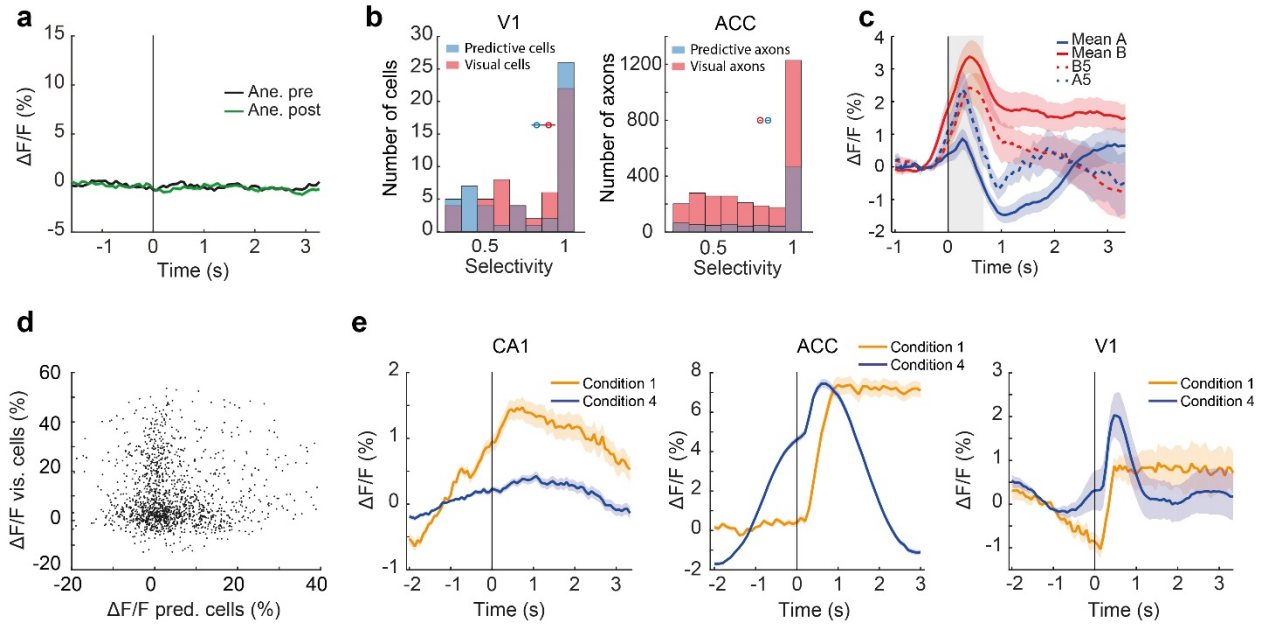 a
15
10
5
0
-5
ΔF/F (%)
-1 0 1 2 3
Time (s)
Ane. pre
Ane. post
b
V1
30
25
20
15
10
5
0
Number of cells
Predictive cells
Visual cells
0.5 1
Selectivity
ACC
1200
800
400
0
Number of axons
Predictive axons
Visual axons
0.5 1
Selectivity
c
4
3
2
1
0
-1
-2
ΔF/F (%)
Mean A
Mean B
B5
A5
-1 0 1 2 3
Time (s)
d
60
40
20
0
-20
ΔF/F vis. cells (%)
-20 0 20 40
ΔF/F pred. cells (%)
e
CA1
2
1
0
-1
ΔF/F (%)
Condition 1
Condition 4
-2 -1 0 1 2 3
Time (s)
ACC
8
6
4
2
0
-2
ΔF/F (%)
Condition 1
Condition 4
-2 -1 0 1 2 3
Time (s)
V1
3
2
1
0
-1
ΔF/F (%)
Condition 1
Condition 4
-2 -1 0 1 2 3
Time (s)